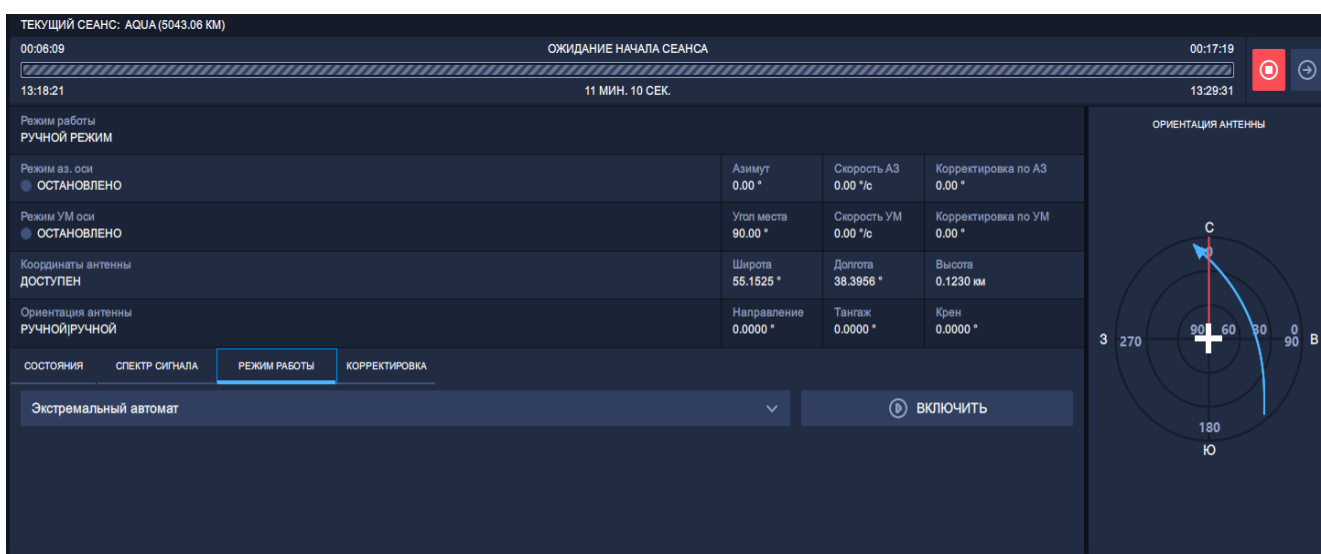 ТЕКУЩИЙ СЕАНС: AQUA (5043.06 КМ)
00:06:09 ОЖИДАНИЕ НАЧАЛА СЕАНСА 00:17:19
13:18:21 11 МИН. 10 СЕК. 13:29:31
Режим работы
РУЧНОЙ РЕЖИМ
Режим аз. оси Азимут Скорость АЗ Корректировка по АЗ
ОСТАНОВЛЕНО 0.00 ° 0.00 °/с 0.00 °
Режим УМ оси Угол места Скорость УМ Корректировка по УМ
ОСТАНОВЛЕНО 90.00 ° 0.00 °/с 0.00 °
Координаты антенны Широта Долгота Высота
ДОСТУПЕН 55.1525 ° 38.3956 ° 0.1230 км
Ориентация антенны Направление Тангаж Крен
РУЧНОЙ|РУЧНОЙ 0.0000 ° 0.0000 ° 0.0000 °
СОСТОЯНИЯ СПЕКТР СИГНАЛА РЕЖИМ РАБОТЫ КОРРЕКТИРОВКА
Экстремальный автомат ВКЛЮЧИТЬ
ОРИЕНТАЦИЯ АНТЕННЫ
С
0
90 60 30 0
З 270 90 В
180
Ю